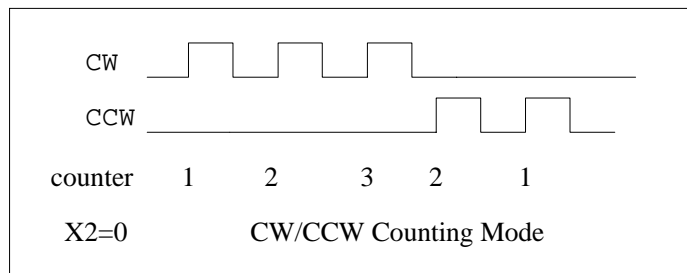 CW
CCW
counter 1 2 3 2 1
X2=0 CW/CCW Counting Mode